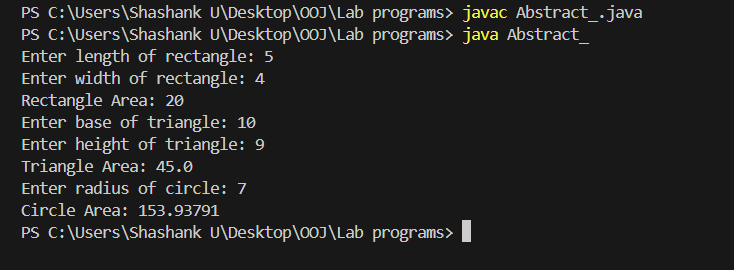 PS C:\Users\Shashank U\Desktop\OOJ\Lab programs> javac Abstract_.java
PS C:\Users\Shashank U\Desktop\OOJ\Lab programs> java Abstract_
Enter length of rectangle: 5
Enter width of rectangle: 4
Rectangle Area: 20
Enter base of triangle: 10
Enter height of triangle: 9
Triangle Area: 45.0
Enter radius of circle: 7
Circle Area: 153.93791
PS C:\Users\Shashank U\Desktop\OOJ\Lab programs>